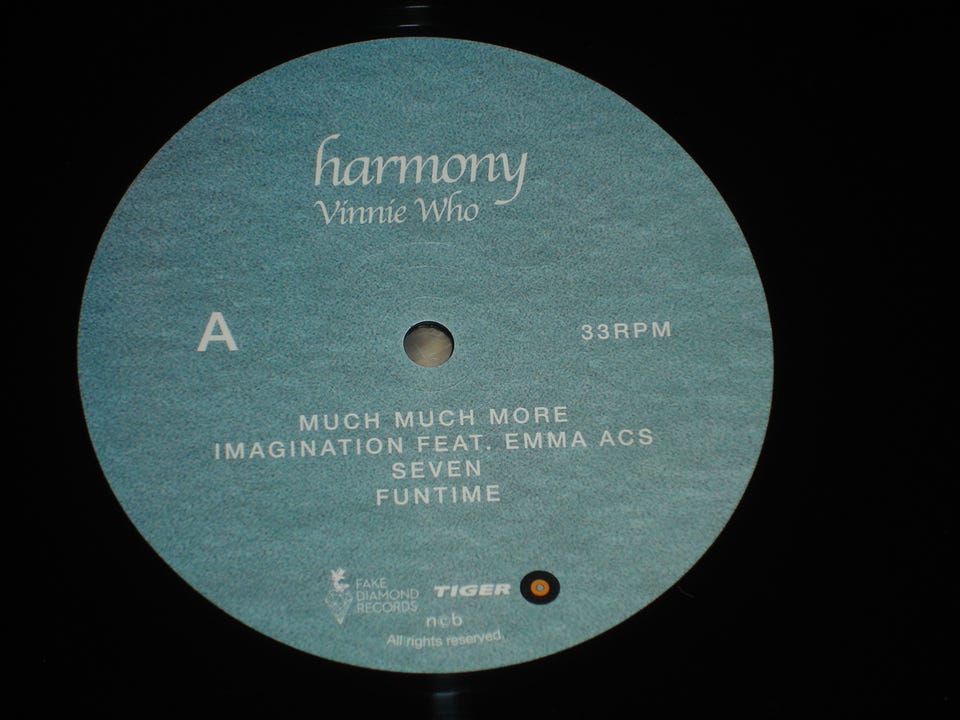 harmony
Vinnie Who
A
33RPM
MUCH MUCH MORE
IMAGINATION FEAT. EMMA ACS
SEVEN
FUNTIME
FAKE
DIAMOND
RECORDS
TIGER
n©b
All rights reserved.